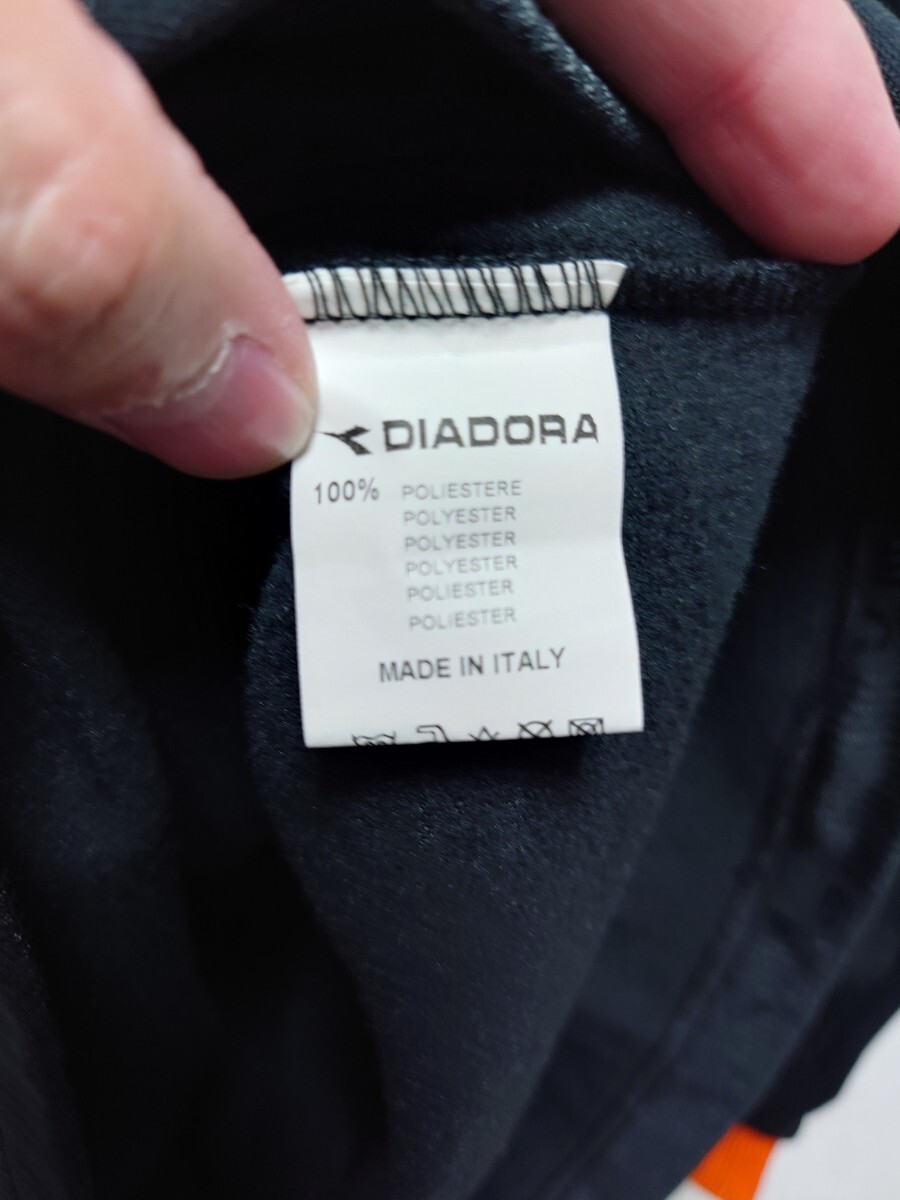 DIADORA
100% POLIESTERE
POLYESTER
POLYESTER
POLYESTER
POLIESTER
POLIESTER
MADE IN ITALY